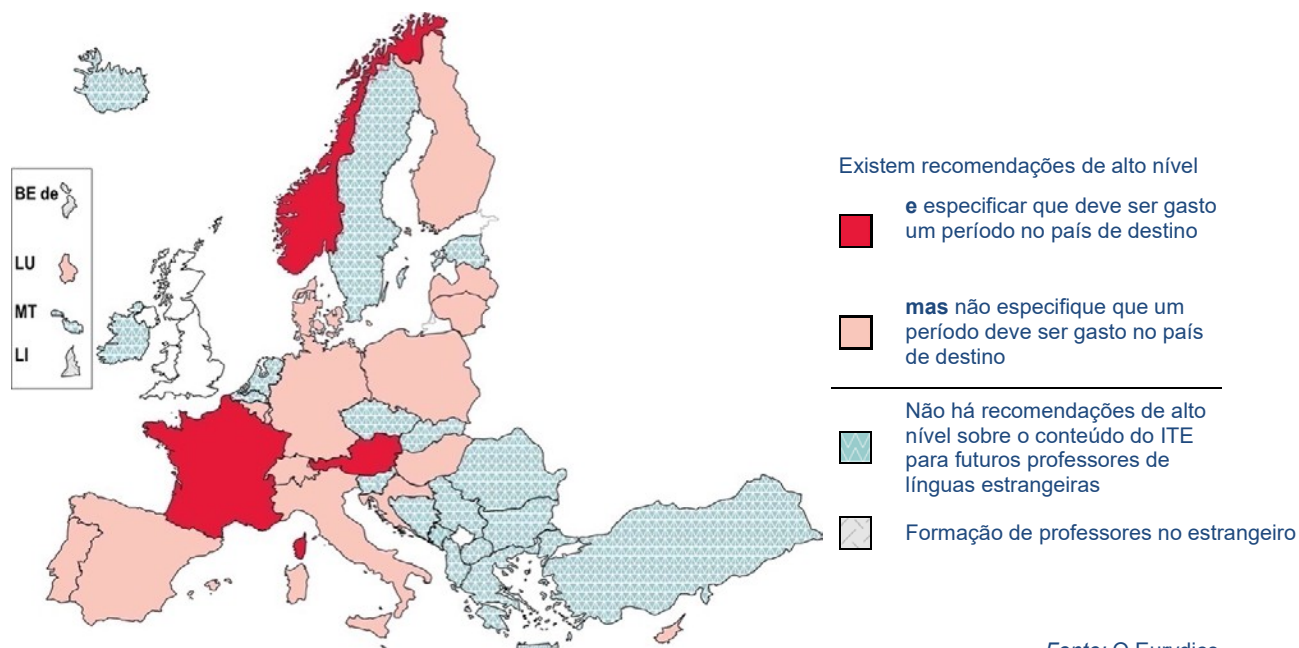 BE de
LU
MT
LI
Existem recomendações de alto nível
e especificar que deve ser gasto
um período no país de destino
mas não especifique que um
período deve ser gasto no país
de destino
Não há recomendações de alto
nível sobre o conteúdo do ITE
para futuros professores de
línguas estrangeiras
Formação de professores no estrangeiro
Fonte: O Eurydice